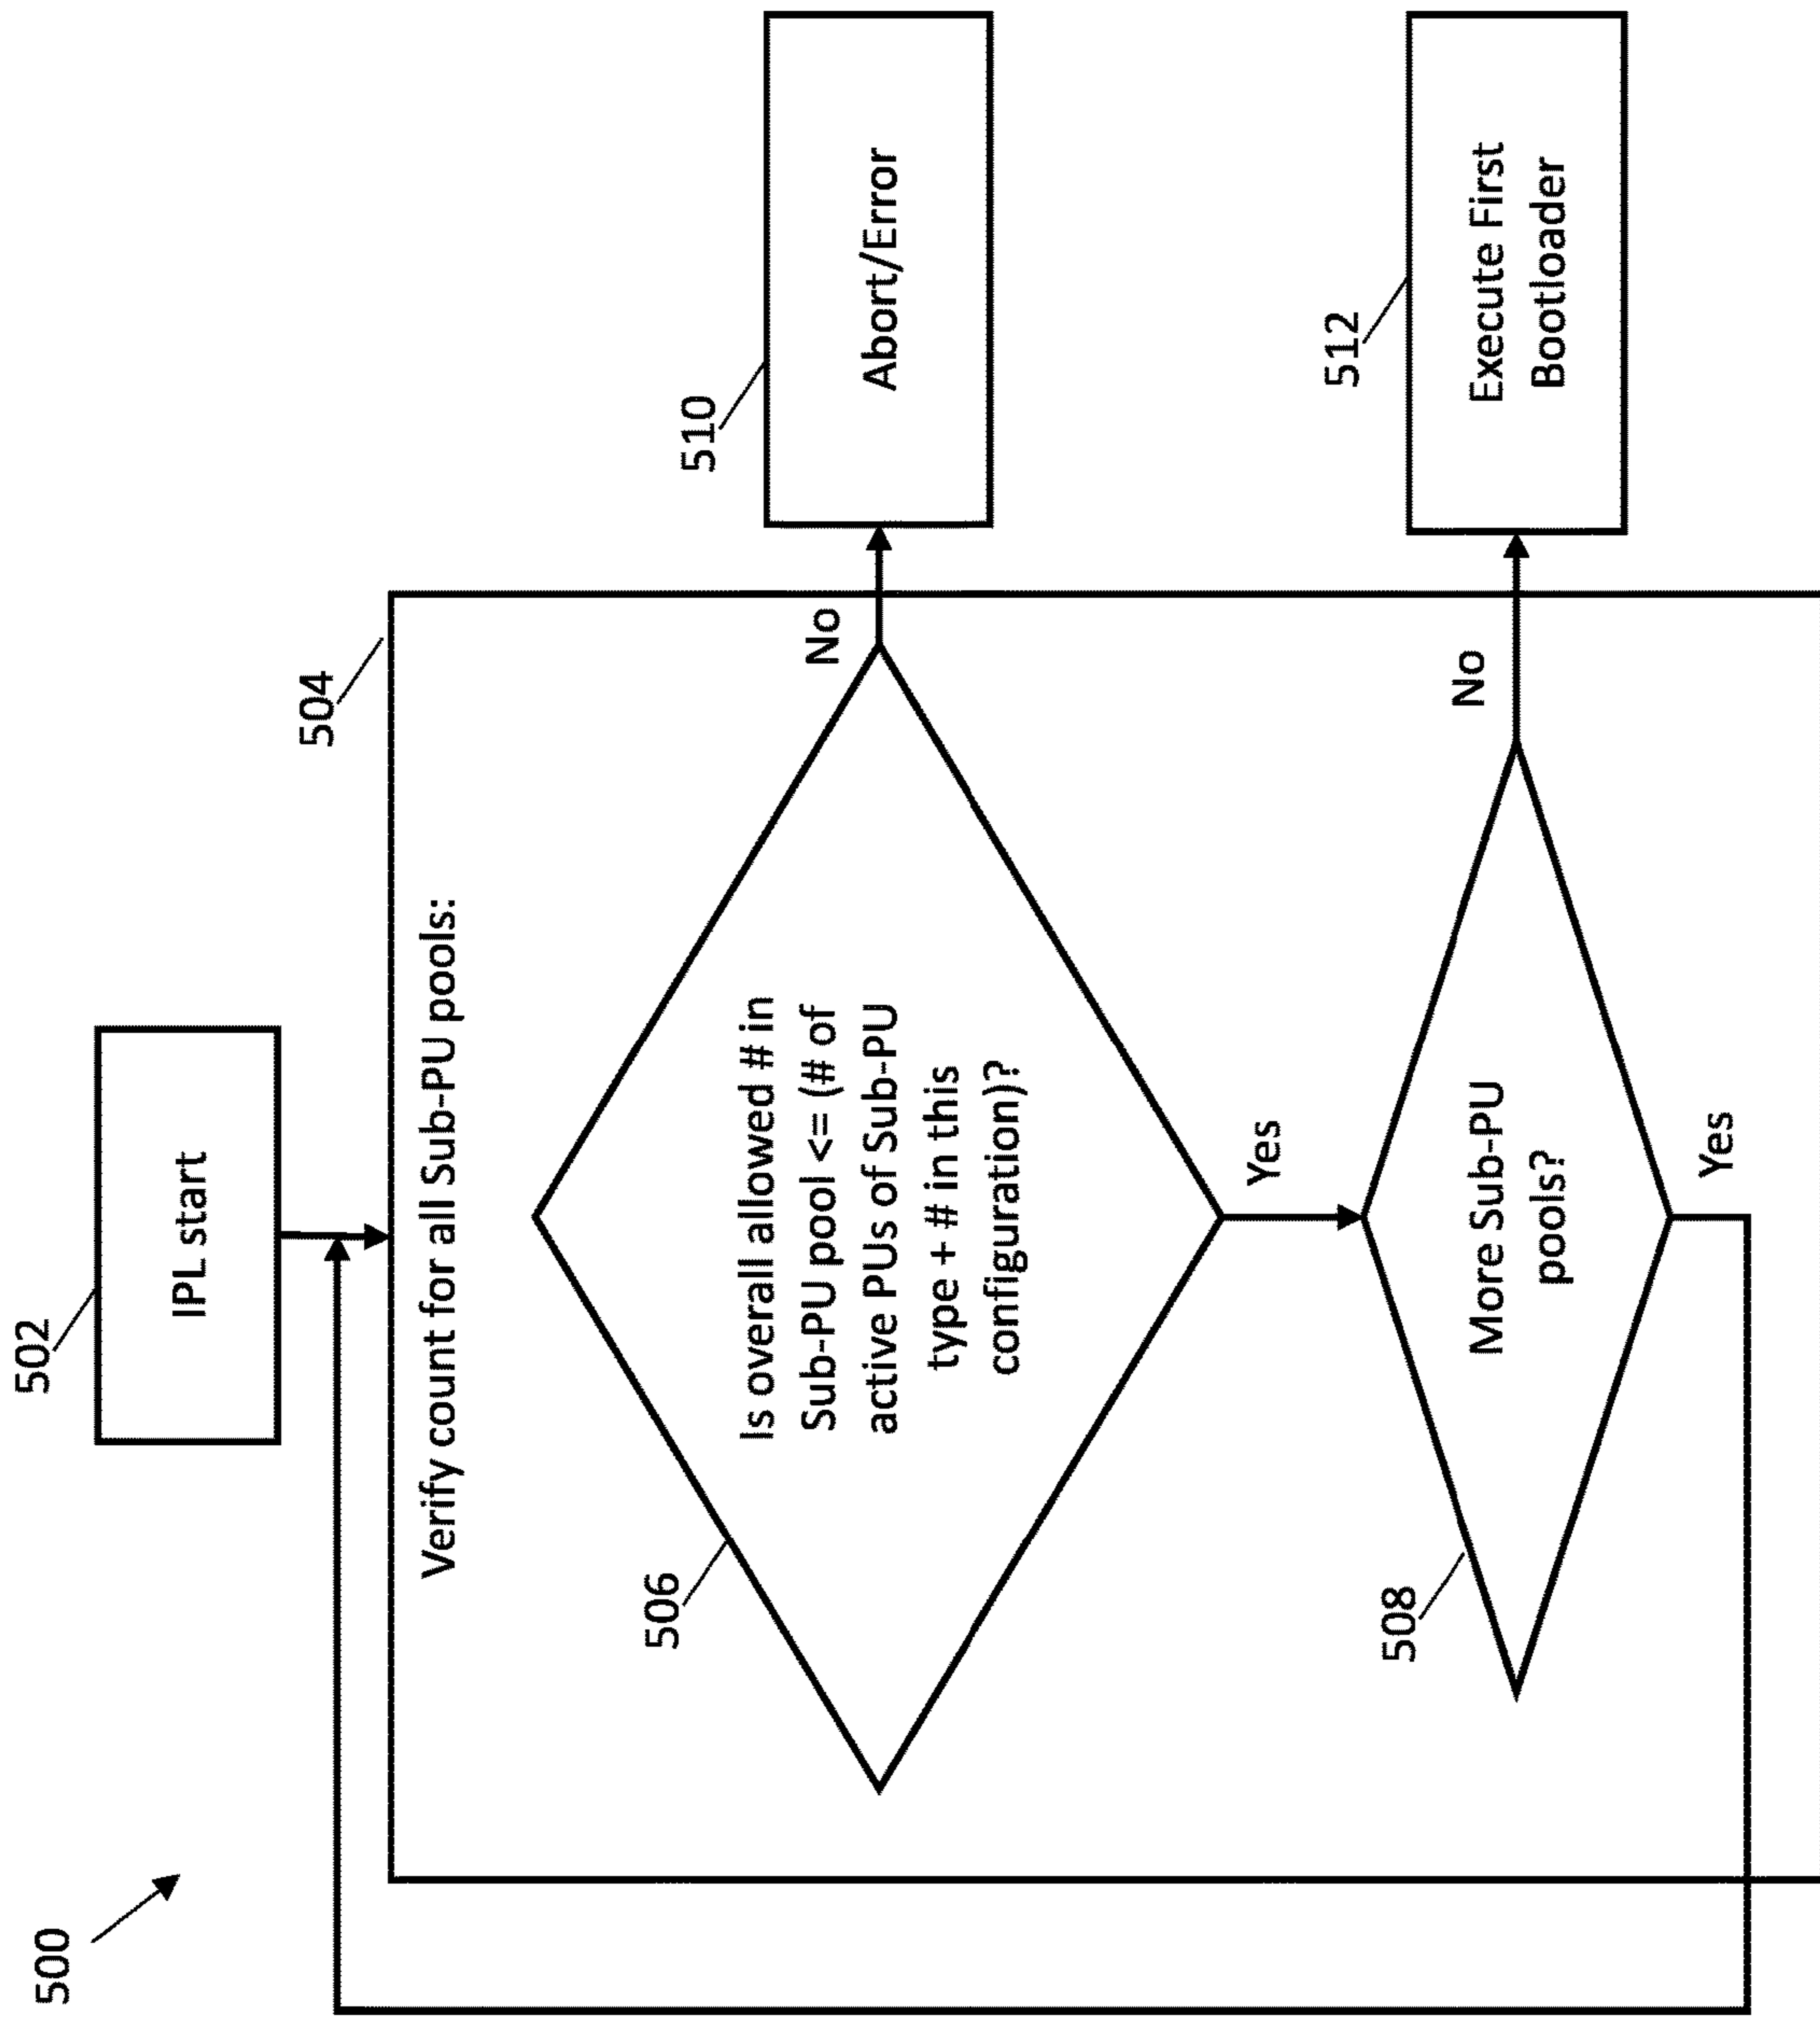 500
502
IPL start
504
Verify count for all Sub-PU pools:
506
Is overall allowed # in
Sub-PU pool <= (# of
active PUs of Sub-PU
type + # in this
configuration)?
No
510
Abort/Error
Yes
508
More Sub-PU
pools?
No
512
Execute First
Bootloader
Yes